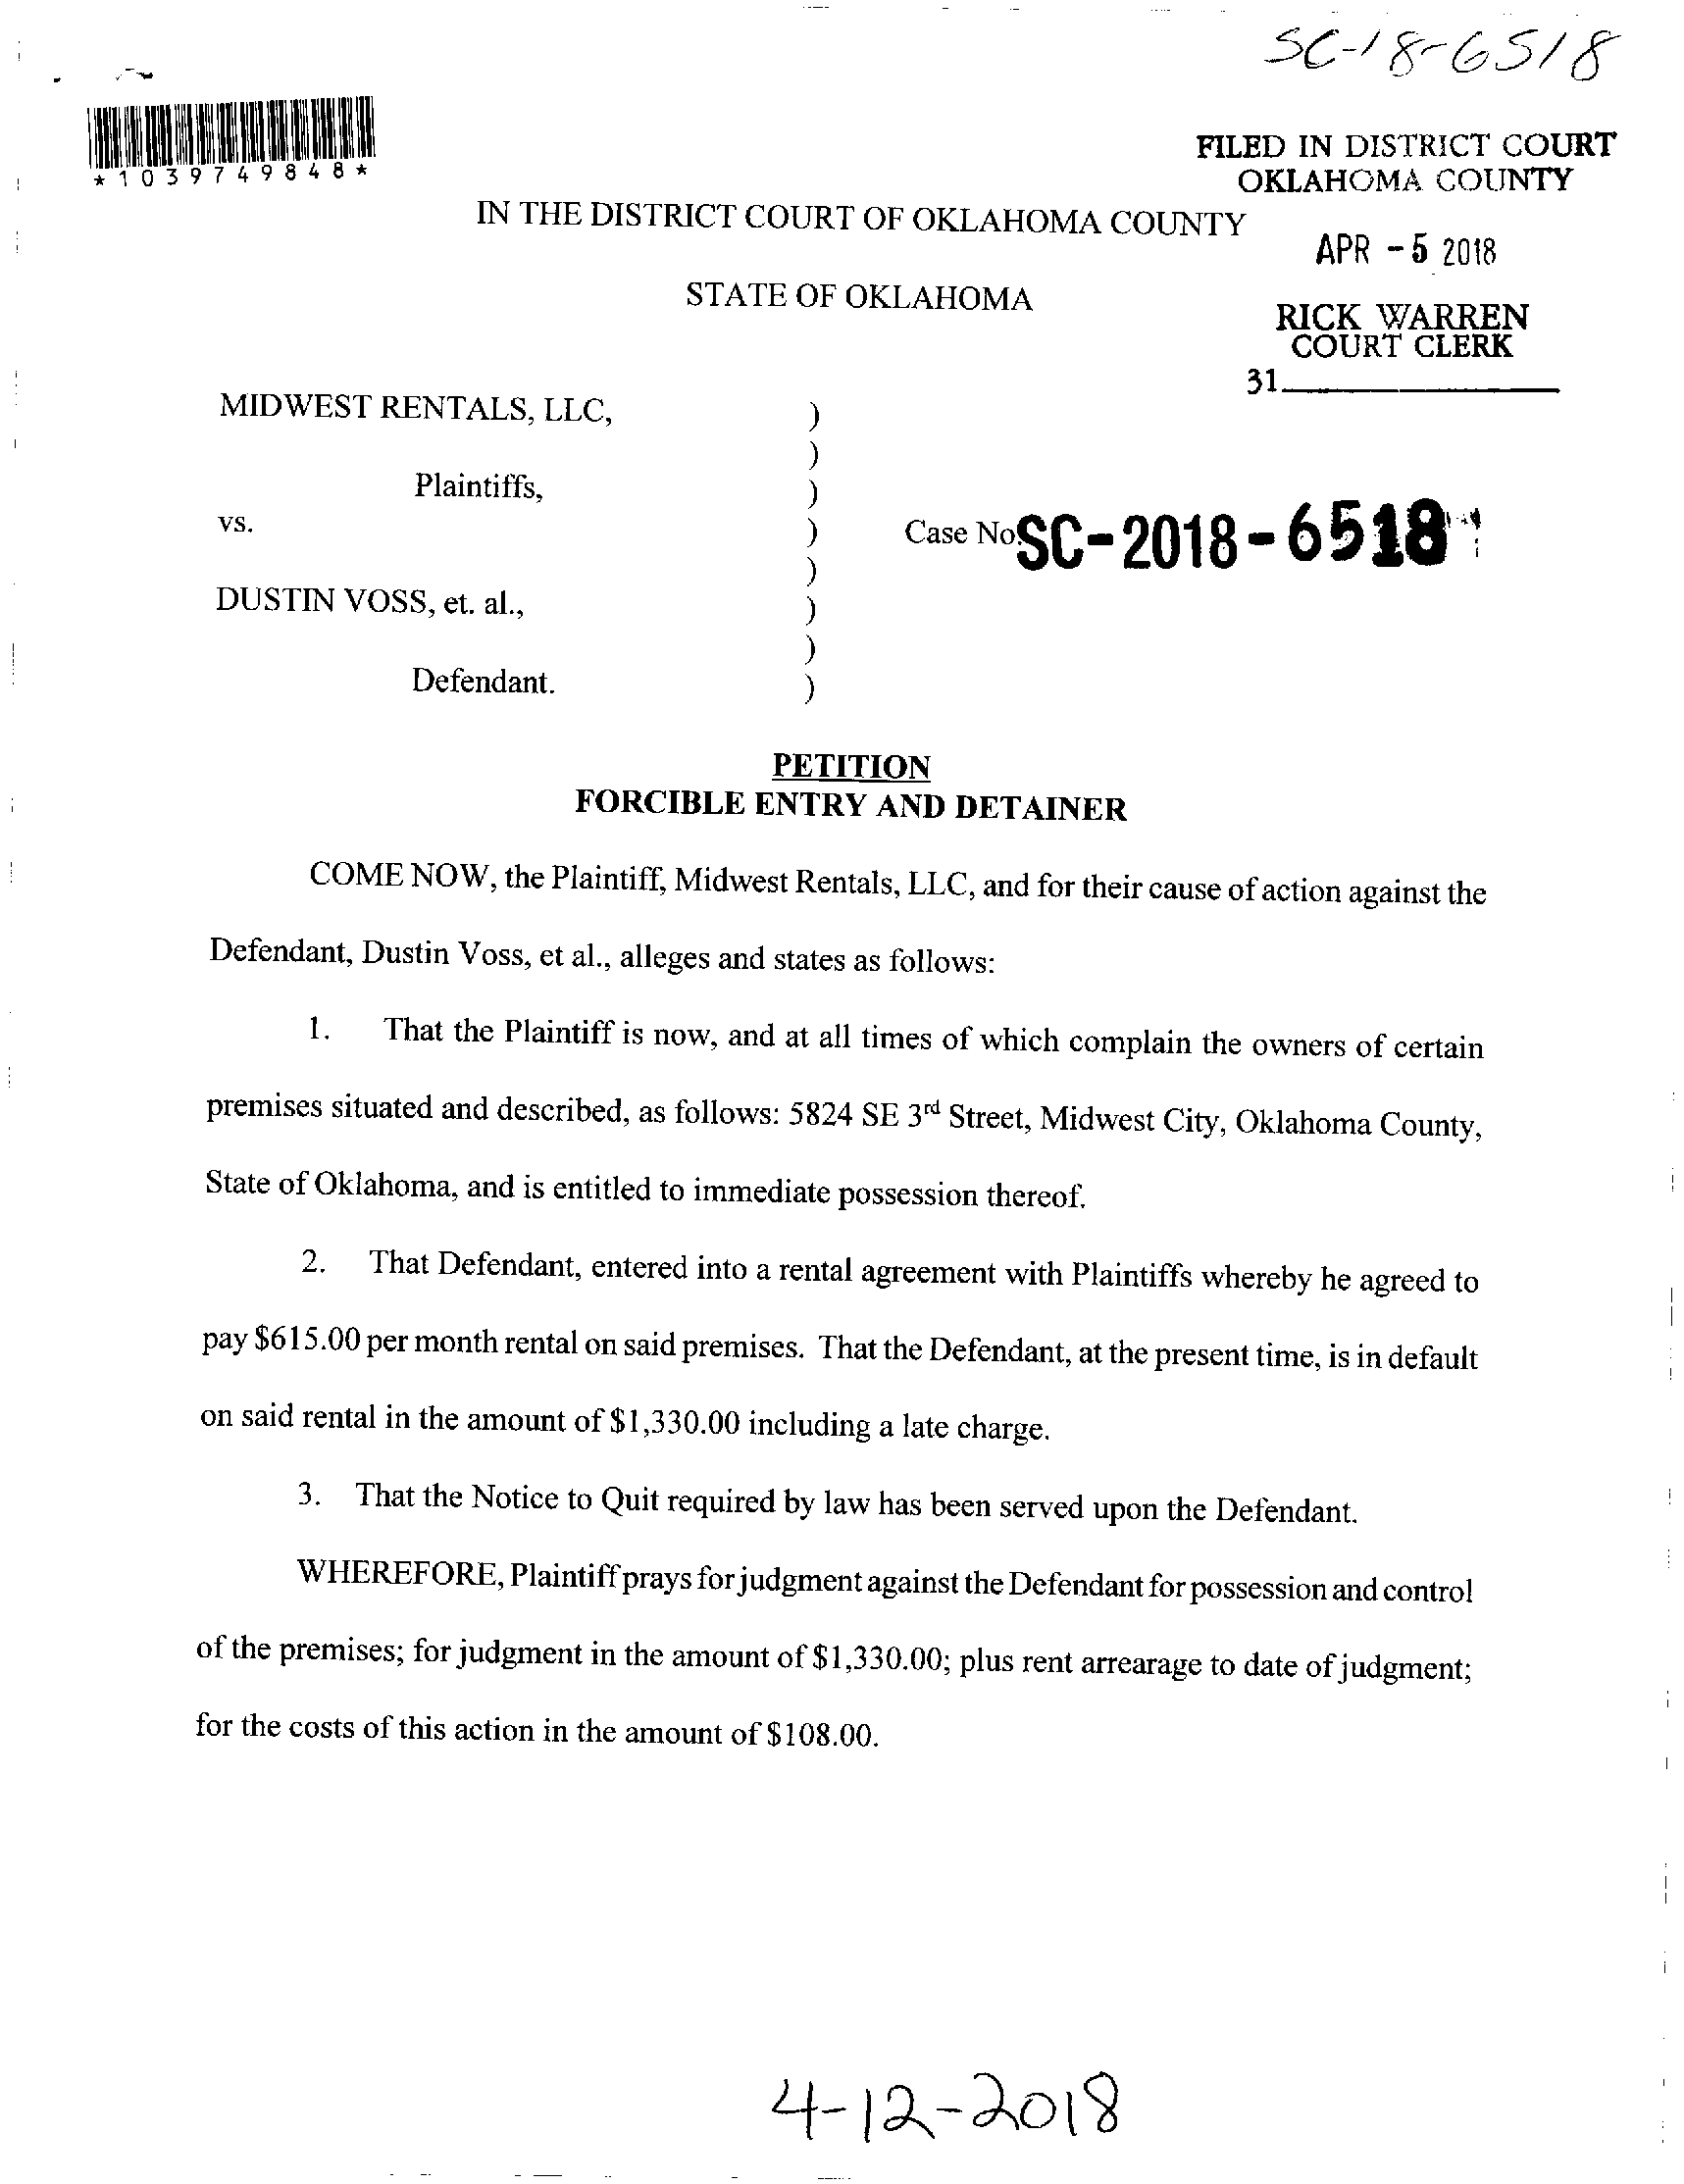 SC-18-6518
*1039749848*
FILED IN DISTRICT COURT
OKLAHOMA COUNTY
IN THE DISTRICT COURT OF OKLAHOMA COUNTY
APR - 5 2018
STATE OF OKLAHOMA
RICK WARREN
COURT CLERK
31
MIDWEST RENTALS, LLC, )
)
Plaintiffs, )
vs. ) Case No. SC-2018-6518
)
DUSTIN VOSS, et. al., )
)
Defendant. )
PETITION
FORCIBLE ENTRY AND DETAINER
COME NOW, the Plaintiff, Midwest Rentals, LLC, and for their cause of action against the
Defendant, Dustin Voss, et al., alleges and states as follows:
1. That the Plaintiff is now, and at all times of which complain the owners of certain
premises situated and described, as follows: 5824 SE 3rd Street, Midwest City, Oklahoma County,
State of Oklahoma, and is entitled to immediate possession thereof.
2. That Defendant, entered into a rental agreement with Plaintiffs whereby he agreed to
pay $615.00 per month rental on said premises. That the Defendant, at the present time, is in default
on said rental in the amount of $1,330.00 including a late charge.
3. That the Notice to Quit required by law has been served upon the Defendant.
WHEREFORE, Plaintiff prays for judgment against the Defendant for possession and control
of the premises; for judgment in the amount of $1,330.00; plus rent arrearage to date of judgment;
for the costs of this action in the amount of $108.00.
4-12-2018